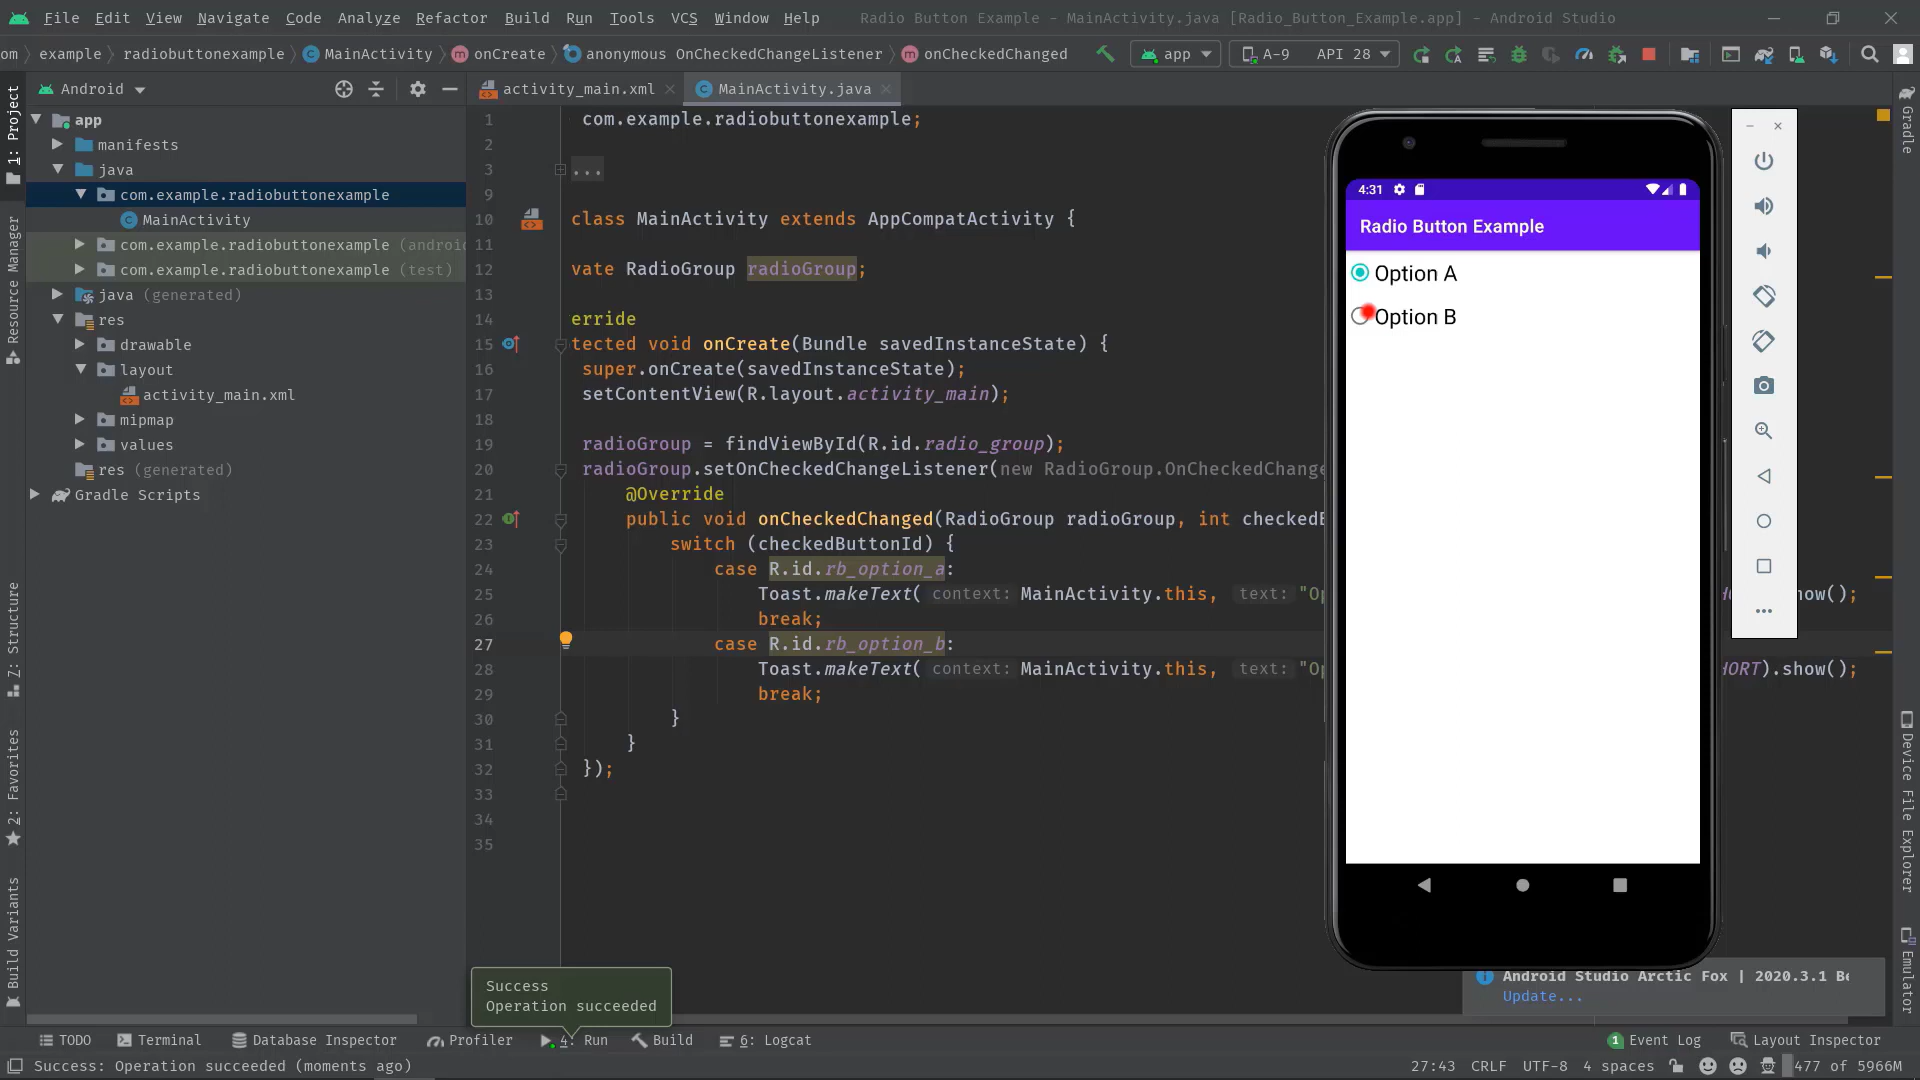 File Edit View Navigate Code Analyze Refactor Build Run Tools VCS Window Help Radio Button Example - MainActivity.java [Radio_Button_Example.app] - Android Studio
om example radiobuttonexample MainActivity onCreate anonymous OnCheckedChangeListener onCheckedChanged app A-9 API 28
Android
activity_main.xml MainActivity.java
1: Project
Resource Manager
Z: Structure
2: Favorites
Build Variants
app
manifests
java
com.example.radiobuttonexample
MainActivity
com.example.radiobuttonexample (androi
com.example.radiobuttonexample (test)
java (generated)
res
drawable
layout
activity_main.xml
mipmap
values
res (generated)
Gradle Scripts
1 com.example.radiobuttonexample;
2
3 ...
9
10 class MainActivity extends AppCompatActivity {
11
12 vate RadioGroup radioGroup;
13
14 erride
15 tected void onCreate(Bundle savedInstanceState) {
16 super.onCreate(savedInstanceState);
17 setContentView(R.layout.activity_main);
18
19 radioGroup = findViewById(R.id.radio_group);
20 radioGroup.setOnCheckedChangeListener(new RadioGroup.OnCheckedChange
21 @Override
22 public void onCheckedChanged(RadioGroup radioGroup, int checkedB
23 switch (checkedButtonId) {
24 case R.id.rb_option_a:
25 Toast.makeText( context: MainActivity.this, text: "Op how();
26 break;
27 case R.id.rb_option_b:
28 Toast.makeText( context: MainActivity.this, text: "Op HORT).show();
29 break;
30 }
31 }
32 });
33
34
35
4:31
Radio Button Example
Option A
Option B
Gradle
Device File Explorer
Emulator
Success
Operation succeeded
Android Studio Arctic Fox | 2020.3.1 Be
Update...
TODO Terminal Database Inspector Profiler 4: Run Build 6: Logcat 1 Event Log Layout Inspector
Success: Operation succeeded (moments ago) 27:43 CRLF UTF-8 4 spaces 477 of 5966M